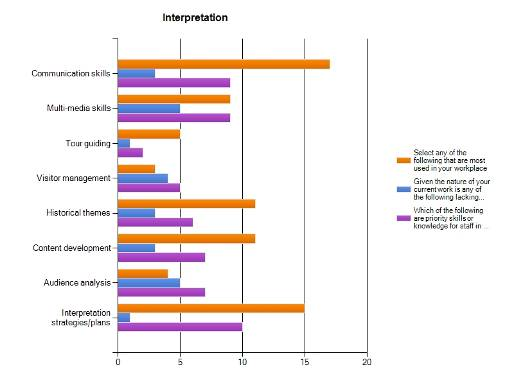 Interpretation
Communication skills
Multi-media skills
Tour guiding
Visitor management
Historical themes
Content development
Audience analysis
Interpretation
strategies/plans
0 5 10 15 20
Select any of the
following that are most
used in your workplace
Given the nature of your
current work is any of
the following lacking...
Which of the following
are priority skills or
knowledge for staff in ...